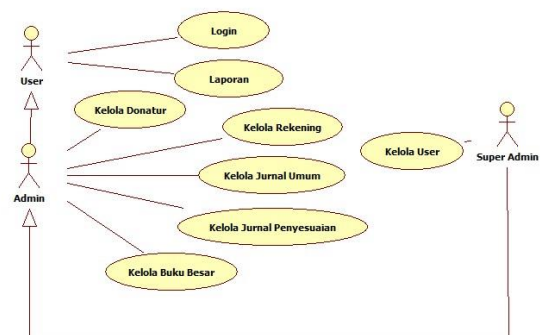 Login
User
Laporan
Kelola Donatur
Kelola Rekening
Kelola User
Super Admin
Kelola Jurnal Umum
Admin
Kelola Jurnal Penyesuaian
Kelola Buku Besar